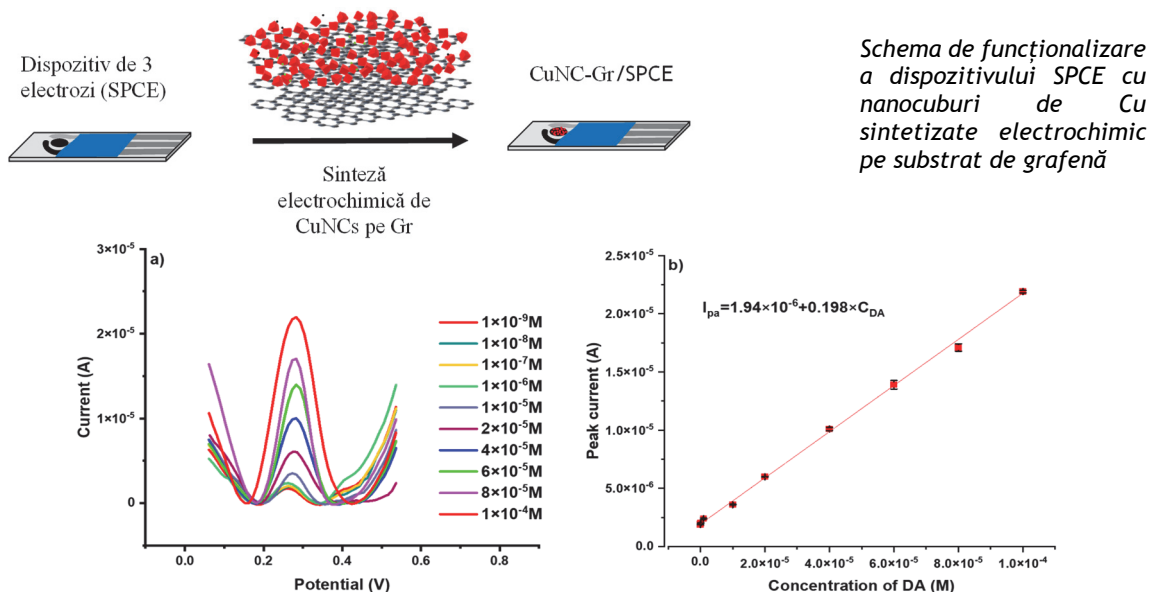 Dispozitiv de 3
electrozi (SPCE)
CuNC-Gr/SPCE
Sinteză
electrochimică de
CuNCs pe Gr
Schema de funcționalizare
a dispozitivului SPCE cu
nanocuburi de Cu
sintetizate electrochimic
pe substrat de grafenă
a)
3×10⁻⁵
2×10⁻⁵
1×10⁻⁵
0
Current (A)
0.0 0.2 0.4 0.6 0.8
Potential (V)
1×10⁻⁹M
1×10⁻⁸M
1×10⁻⁷M
1×10⁻⁶M
1×10⁻⁵M
2×10⁻⁵M
4×10⁻⁵M
6×10⁻⁵M
8×10⁻⁵M
1×10⁻⁴M
b)
I_pa=1.94×10⁻⁶+0.198×C_DA
2.5×10⁻⁵
2.0×10⁻⁵
1.5×10⁻⁵
1.0×10⁻⁵
5.0×10⁻⁶
0.0
Peak current (A)
0.0 2.0×10⁻⁵ 4.0×10⁻⁵ 6.0×10⁻⁵ 8.0×10⁻⁵ 1.0×10⁻⁴
Concentration of DA (M)